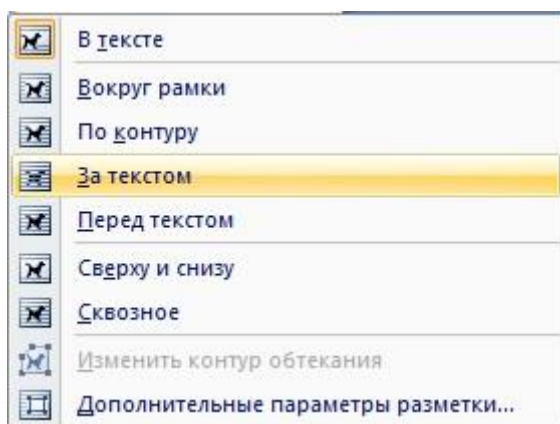 В тексте
Вокруг рамки
По контуру
За текстом
Перед текстом
Сверху и снизу
Сквозное
Изменить контур обтекания
Дополнительные параметры разметки...